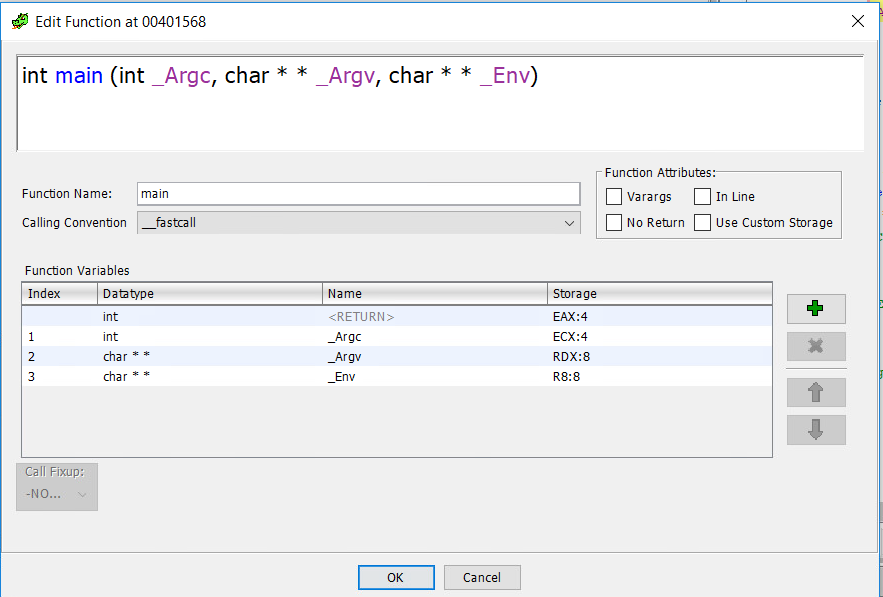 Edit Function at 00401568
int main (int _Argc, char * * _Argv, char * * _Env)
Function Name: main
Calling Convention __fastcall
Function Attributes:
Varargs In Line
No Return Use Custom Storage
Function Variables
Index Datatype Name Storage
int <RETURN> EAX:4
1 int _Argc ECX:4
2 char * * _Argv RDX:8
3 char * * _Env R8:8
Call Fixup:
-NO...
OK Cancel